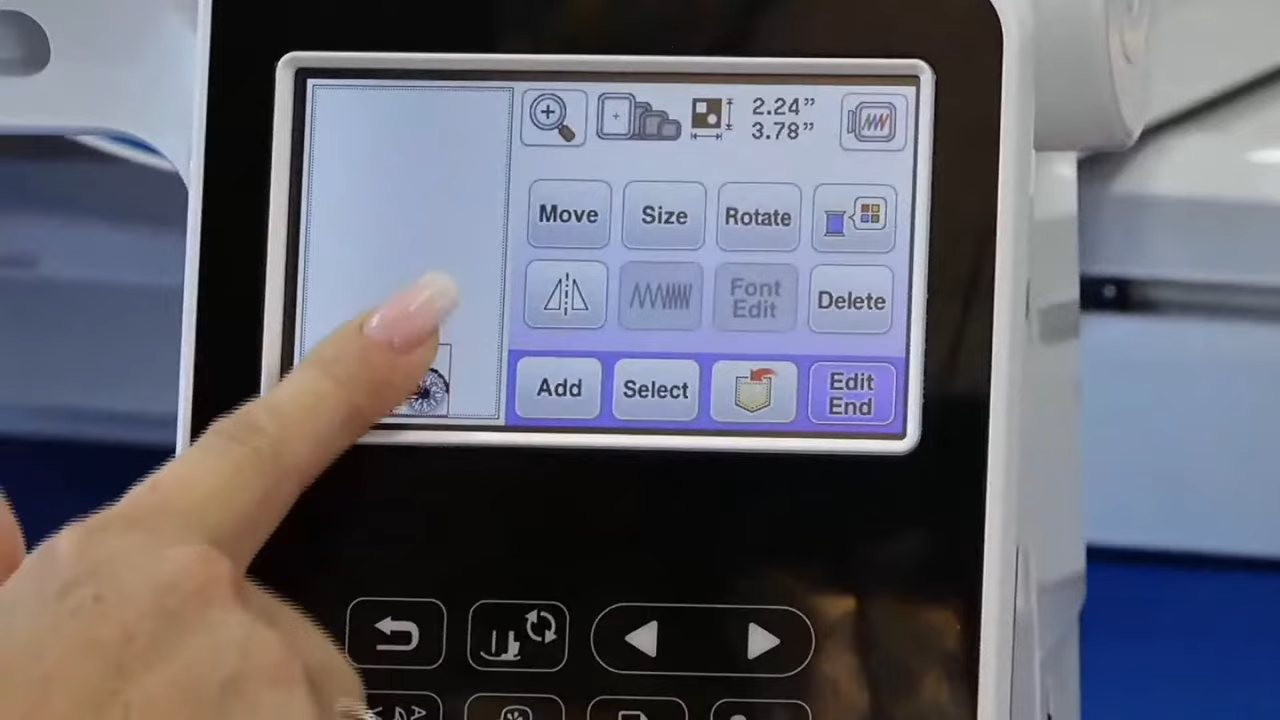 2.24"
3.78"
Move
Size
Rotate
Font
Edit
Delete
Add
Select
Edit
End